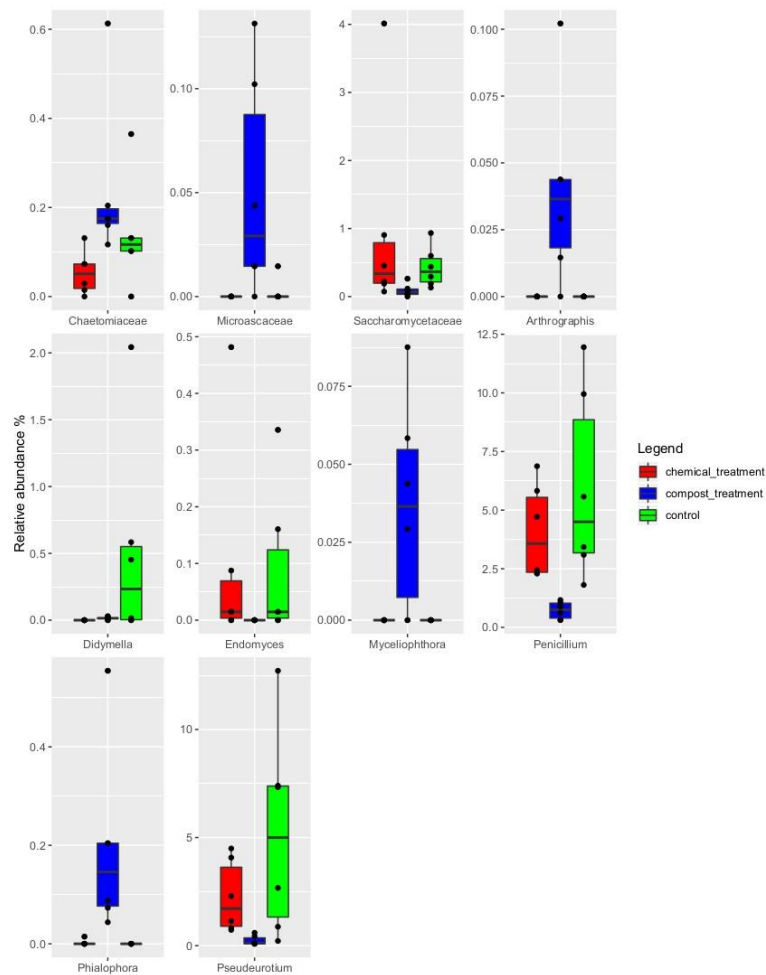 0.6
0.4
0.2
0.0
Chaetomiaceae
0.10
0.05
0.00
Microascaceae
4
3
2
1
0
Saccharomycetaceae
0.100
0.075
0.050
0.025
0.000
Arthrographis
Relative abundance %
2.0
1.5
1.0
0.5
0.0
Didymella
0.5
0.4
0.3
0.2
0.1
0.0
Endomyces
0.075
0.050
0.025
0.000
Myceliophthora
12.5
10.0
7.5
5.0
2.5
0.0
Penicillium
Legend
chemical_treatment
compost_treatment
control
0.4
0.2
0.0
Phialophora
10
5
0
Pseudeurotium